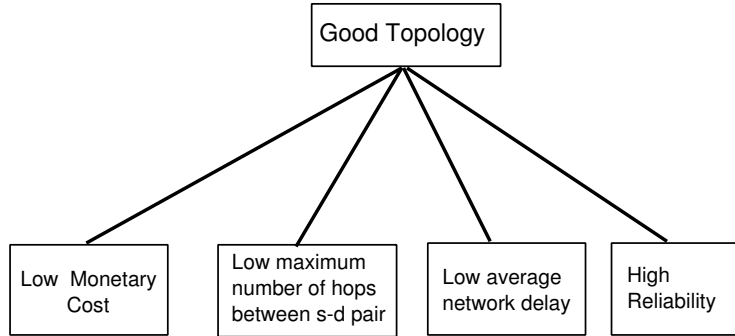 Good Topology
Low Monetary
Cost
Low maximum
number of hops
between s-d pair
Low average
network delay
High
Reliability